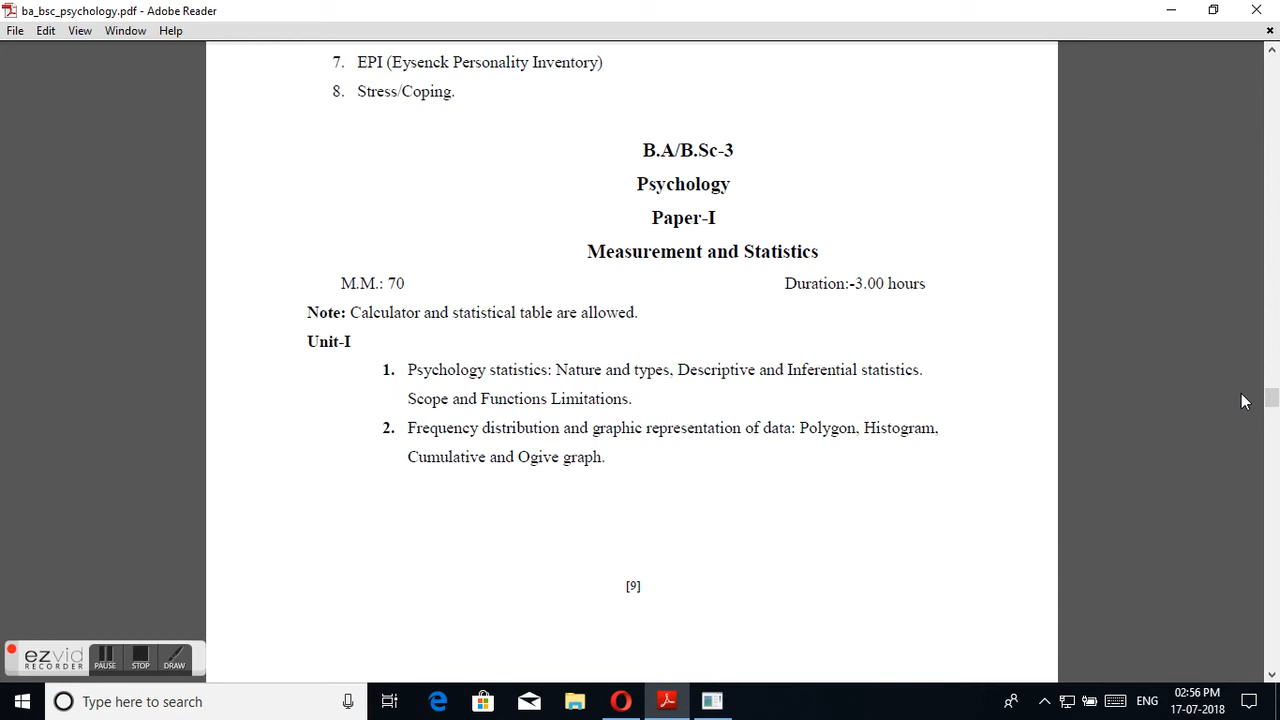 ba_bsc_psychology.pdf - Adobe Reader
File Edit View Window Help
7. EPI (Eysenck Personality Inventory)
8. Stress/Coping.
B.A/B.Sc-3
Psychology
Paper-I
Measurement and Statistics
M.M.: 70 Duration:-3.00 hours
Note: Calculator and statistical table are allowed.
Unit-I
1. Psychology statistics: Nature and types, Descriptive and Inferential statistics.
Scope and Functions Limitations.
2. Frequency distribution and graphic representation of data: Polygon, Histogram,
Cumulative and Ogive graph.
[9]
ezvid
RECORDER
PAUSE STOP DRAW
Type here to search
ENG
02:56 PM
17-07-2018